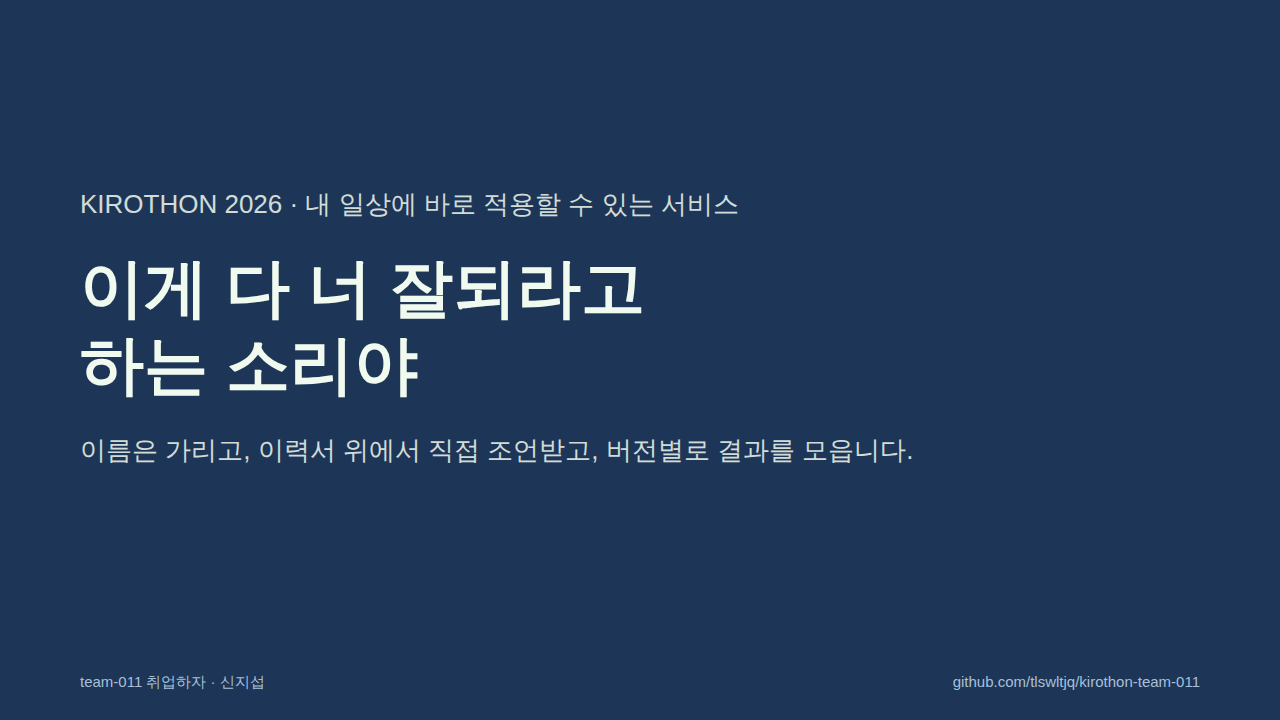 KIROTHON 2026 · 내 일상에 바로 적용할 수 있는 서비스
이게 다 너 잘되라고
하는 소리야
이름은 가리고, 이력서 위에서 직접 조언받고, 버전별로 결과를 모읍니다.
team-011 취업하자 · 신지섭
github.com/tlswltjq/kirothon-team-011